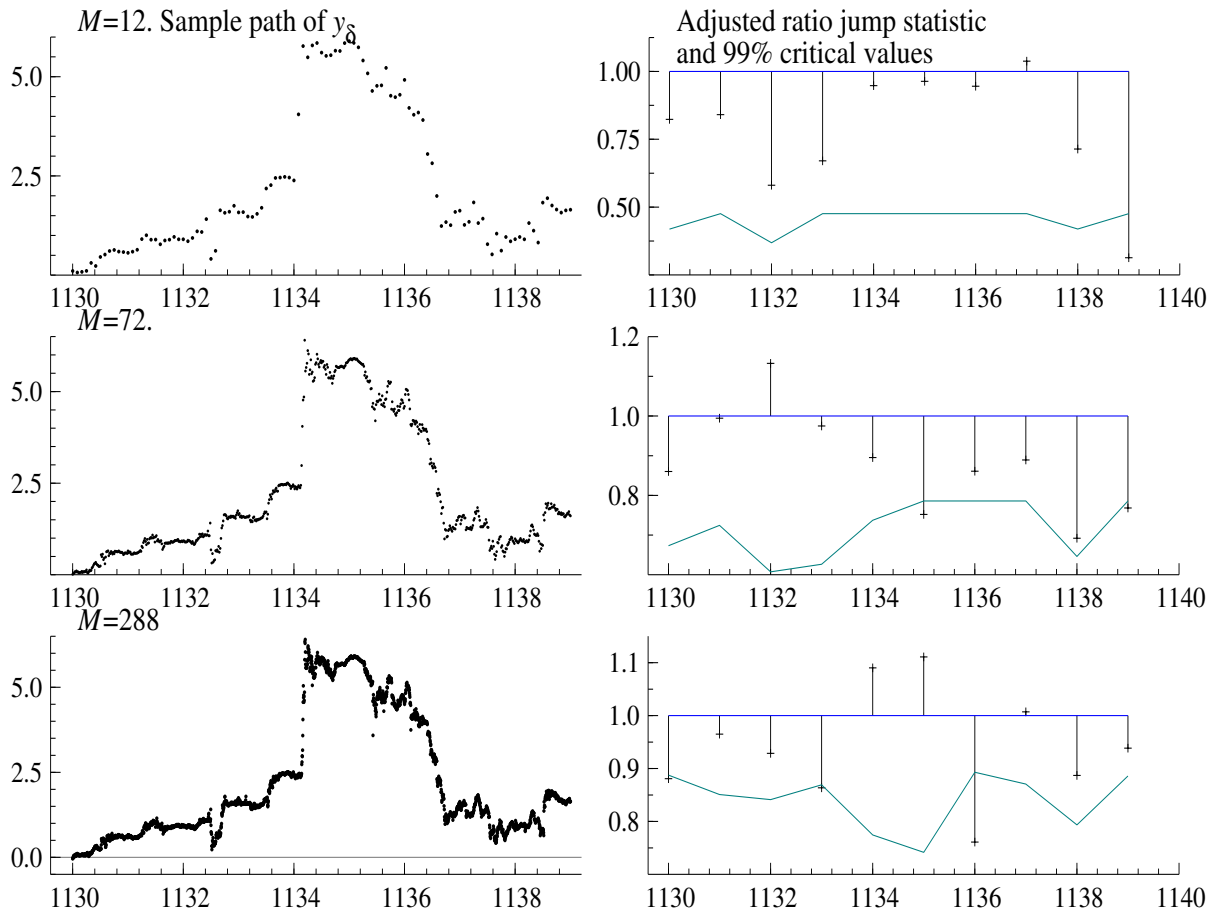 M=12. Sample path of yδ
5.0
2.5
1130 1132 1134 1136 1138
Adjusted ratio jump statistic
and 99% critical values
1.00
0.75
0.50
1130 1132 1134 1136 1138 1140
M=72.
5.0
2.5
1130 1132 1134 1136 1138
1.2
1.0
0.8
1130 1132 1134 1136 1138 1140
M=288
5.0
2.5
0.0
1130 1132 1134 1136 1138
1.1
1.0
0.9
0.8
1130 1132 1134 1136 1138 1140